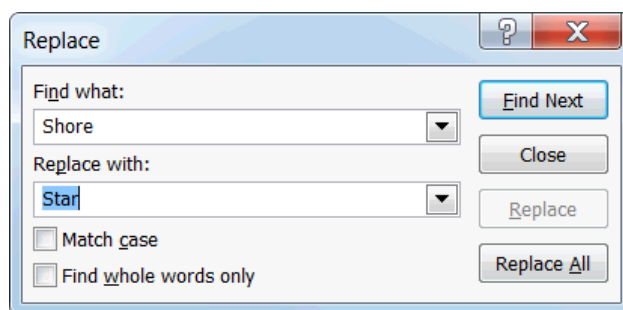 Replace
Find what:
Find Next
Shore
Close
Replace with:
Star
Replace
Match case
Find whole words only
Replace All